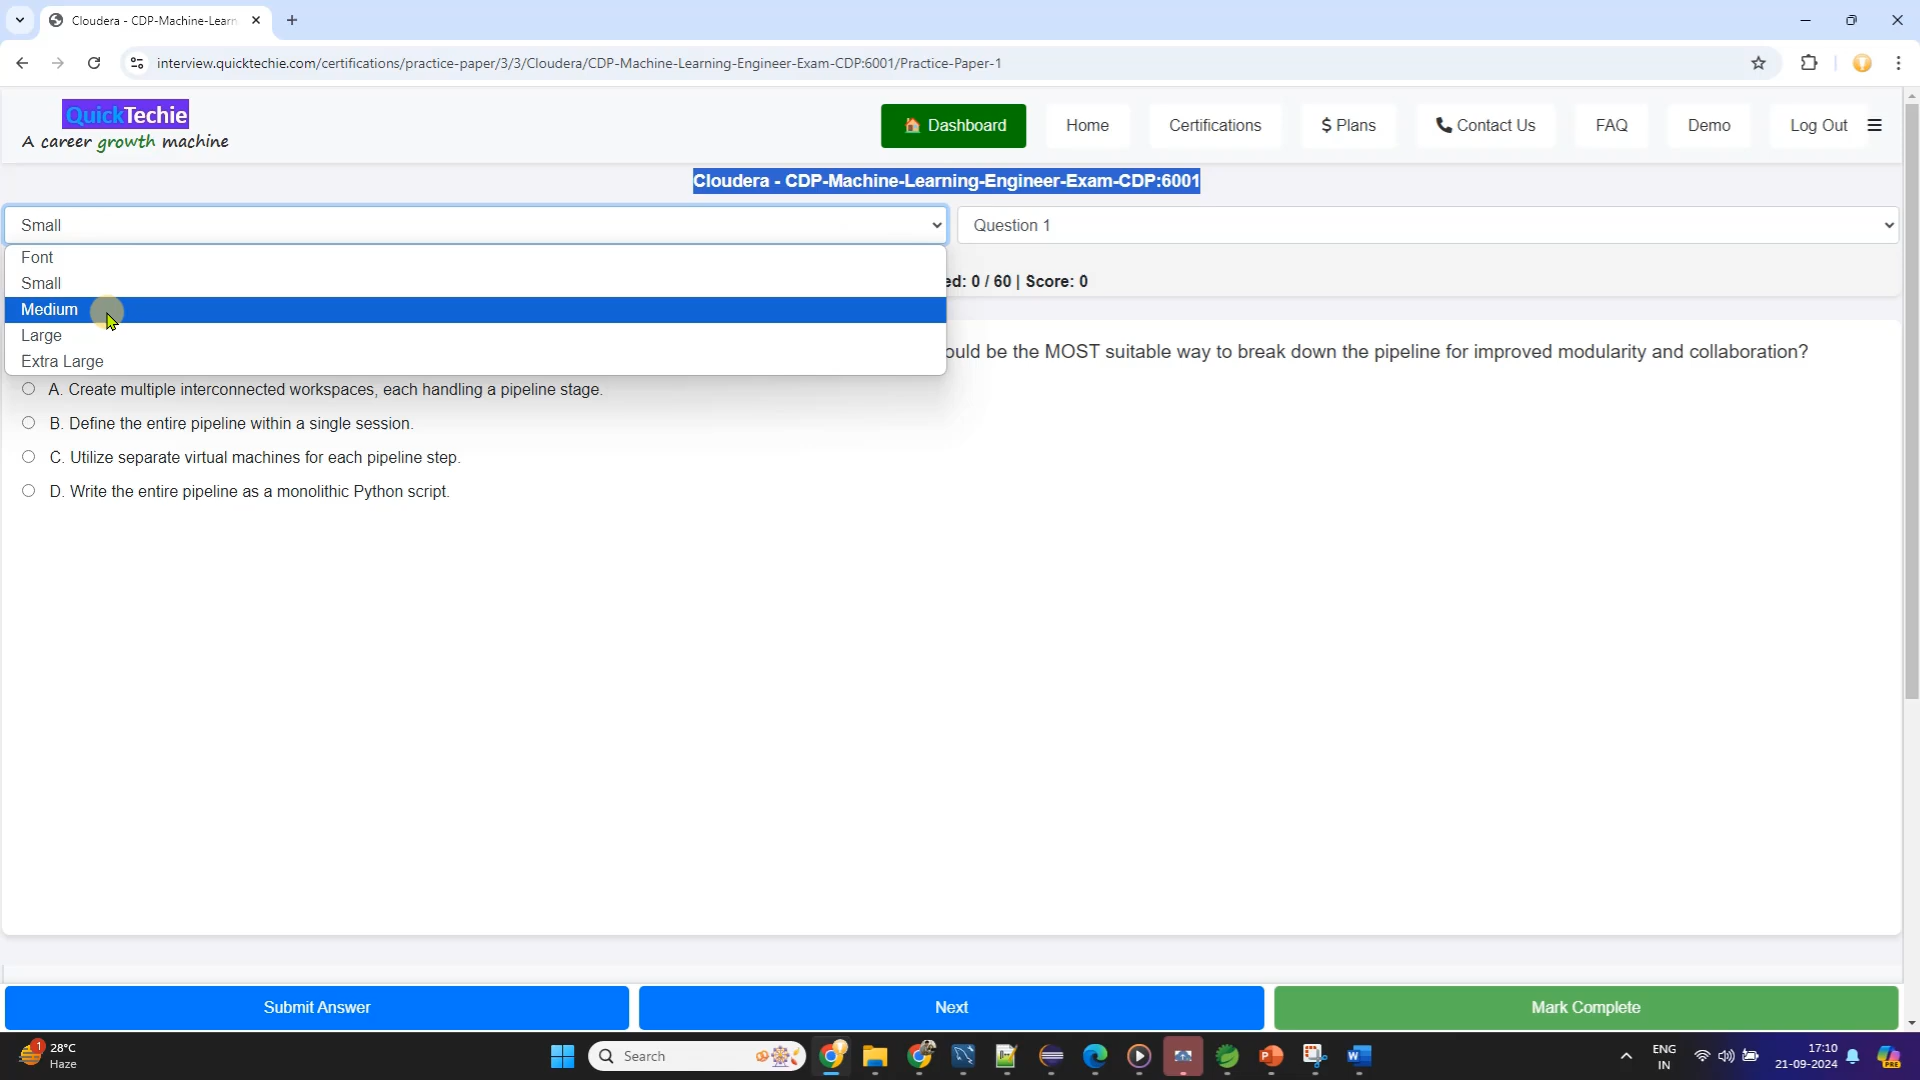 Cloudera - CDP-Machine-Learn
interview.quicktechie.com/certifications/practice-paper/3/3/Cloudera/CDP-Machine-Learning-Engineer-Exam-CDP:6001/Practice-Paper-1
QuickTechie
A career growth machine
Dashboard
Home
Certifications
$ Plans
Contact Us
FAQ
Demo
Log Out
Cloudera - CDP-Machine-Learning-Engineer-Exam-CDP:6001
Small
Question 1
Font
Small
Medium
Large
Extra Large
ed: 0 / 60 | Score: 0
ould be the MOST suitable way to break down the pipeline for improved modularity and collaboration?
A. Create multiple interconnected workspaces, each handling a pipeline stage.
B. Define the entire pipeline within a single session.
C. Utilize separate virtual machines for each pipeline step.
D. Write the entire pipeline as a monolithic Python script.
Submit Answer
Next
Mark Complete
1
28°C
Haze
Search
ENG
IN
17:10
21-09-2024
PRE